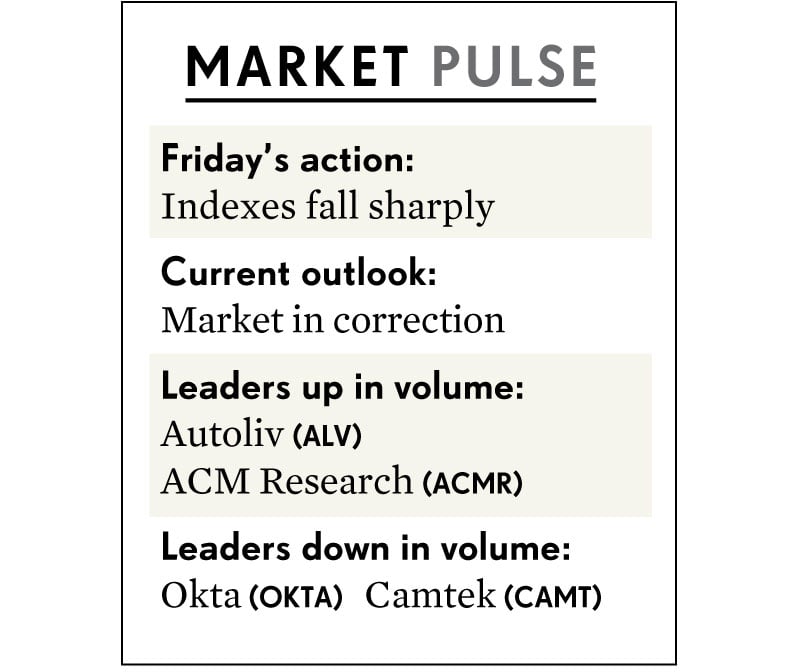 MARKET PULSE
Friday’s action:
Indexes fall sharply
Current outlook:
Market in correction
Leaders up in volume:
Autoliv (ALV)
ACM Research (ACMR)
Leaders down in volume:
Okta (OKTA) Camtek (CAMT)